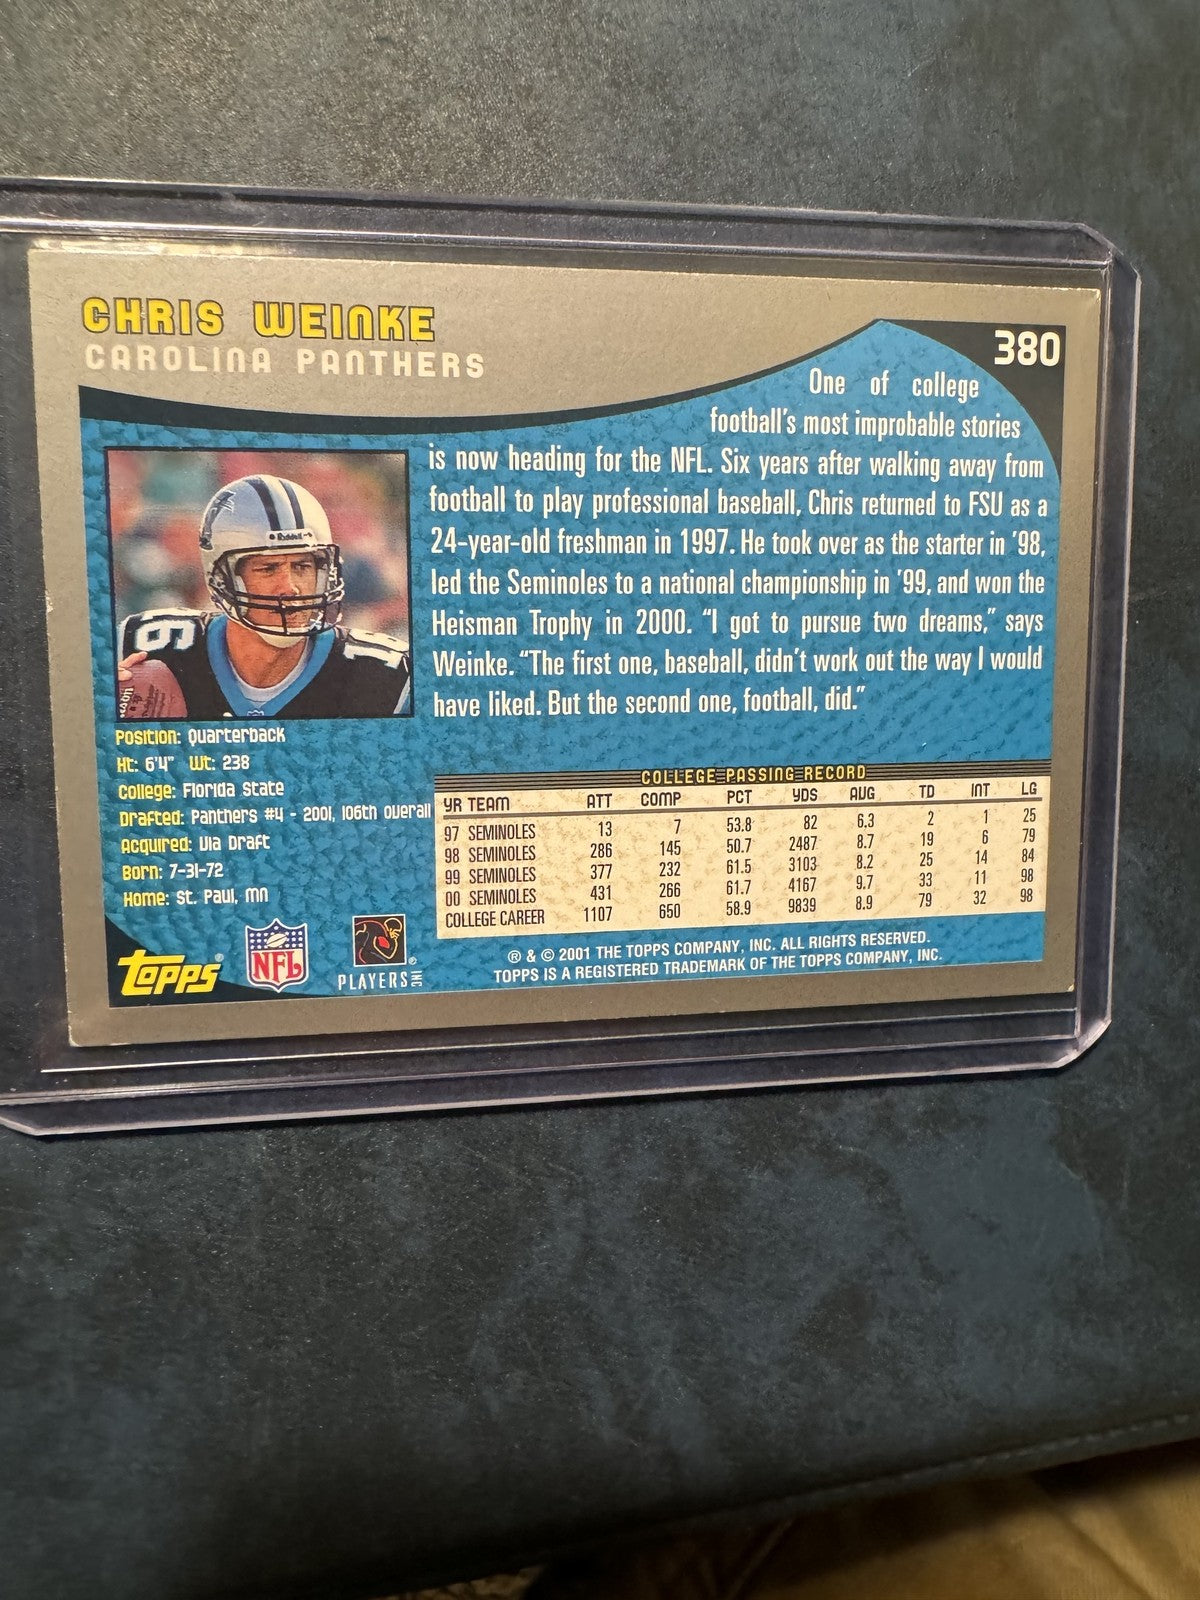 CHRIS WEINKE
CAROLINA PANTHERS
380
One of college
football's most improbable stories
is now heading for the NFL. Six years after walking away from
football to play professional baseball, Chris returned to FSU as a
24-year-old freshman in 1997. He took over as the starter in '98,
led the Seminoles to a national championship in '99, and won the
Heisman Trophy in 2000. “I got to pursue two dreams,” says
Weinke. “The first one, baseball, didn't work out the way I would
have liked. But the second one, football, did.”
Riddell
16
16
Position: Quarterback
Ht: 6'4" Wt: 238
College: Florida State
Drafted: Panthers #4 - 2001, 106th overall
Acquired: Via Draft
Born: 7-31-72
Home: St. Paul, MN
COLLEGE PASSING RECORD
YR TEAM ATT COMP PCT YDS AVG TD INT LG
97 SEMINOLES 13 7 53.8 82 6.3 2 1 25
98 SEMINOLES 286 145 50.7 2487 8.7 19 6 79
99 SEMINOLES 377 232 61.5 3103 8.2 25 14 84
00 SEMINOLES 431 266 61.7 4167 9.7 33 11 98
COLLEGE CAREER 1107 650 58.9 9839 8.9 79 32 98
Topps®
NFL
PLAYERS INC ®
® & © 2001 THE TOPPS COMPANY, INC. ALL RIGHTS RESERVED.
TOPPS IS A REGISTERED TRADEMARK OF THE TOPPS COMPANY, INC.